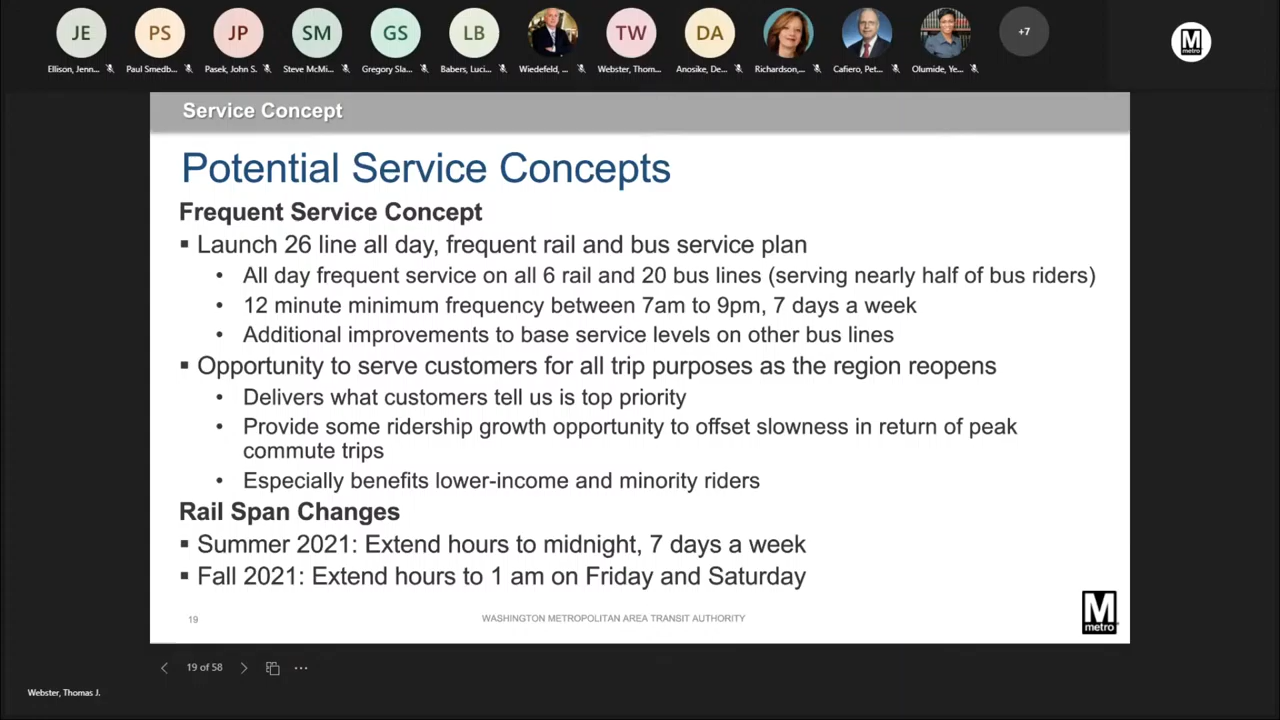 JE
PS
JP
SM
GS
LB
TW
DA
+7
M
metro
Ellison, Jenn...
Paul Smedb...
Pasek, John S.
Steve McMi...
Gregory Sla...
Babers, Luci...
Wiedefeld, ...
Webster, Thom...
Anosike, De...
Richardson,...
Cafiero, Pet...
Olumide, Ye...
Service Concept
Potential Service Concepts
Frequent Service Concept
▪ Launch 26 line all day, frequent rail and bus service plan
• All day frequent service on all 6 rail and 20 bus lines (serving nearly half of bus riders)
• 12 minute minimum frequency between 7am to 9pm, 7 days a week
• Additional improvements to base service levels on other bus lines
▪ Opportunity to serve customers for all trip purposes as the region reopens
• Delivers what customers tell us is top priority
• Provide some ridership growth opportunity to offset slowness in return of peak
commute trips
• Especially benefits lower-income and minority riders
Rail Span Changes
▪ Summer 2021: Extend hours to midnight, 7 days a week
▪ Fall 2021: Extend hours to 1 am on Friday and Saturday
19
WASHINGTON METROPOLITAN AREA TRANSIT AUTHORITY
M
metro
19 of 58
Webster, Thomas J.